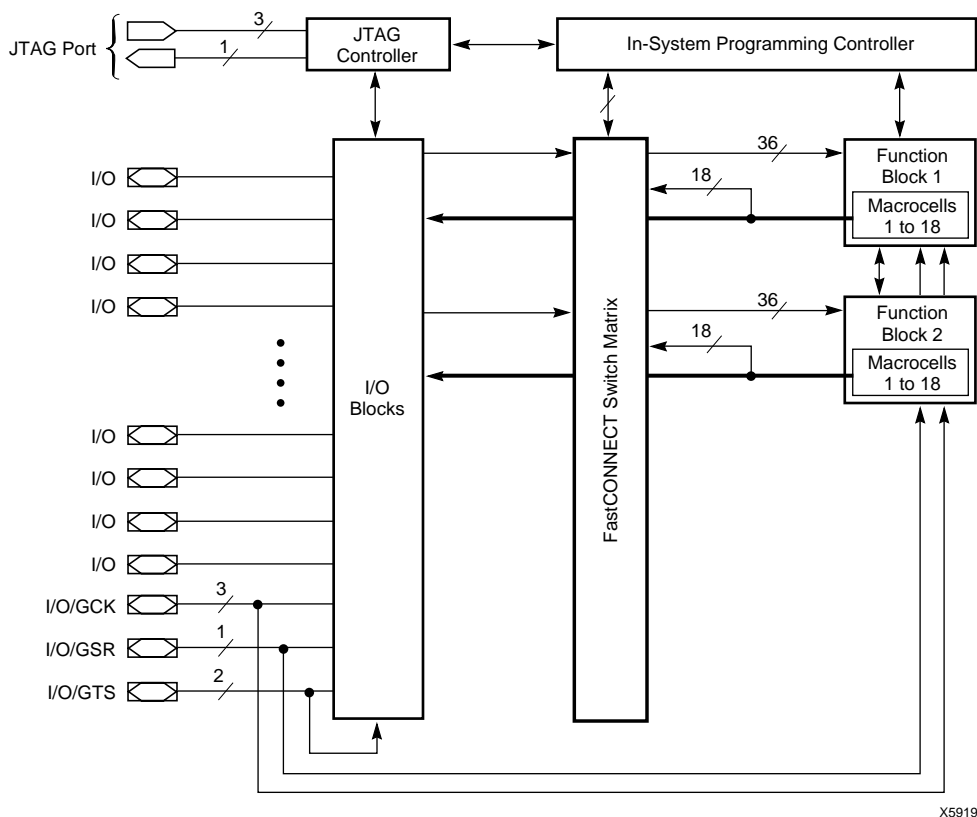 JTAG Port
3
1
JTAG
Controller
In-System Programming Controller
I/O
I/O
I/O
I/O
I/O
I/O
I/O
I/O
I/O/GCK
3
I/O/GSR
1
I/O/GTS
2
I/O
Blocks
FastCONNECT Switch Matrix
36
18
Function
Block 1
Macrocells
1 to 18
36
18
Function
Block 2
Macrocells
1 to 18
X5919